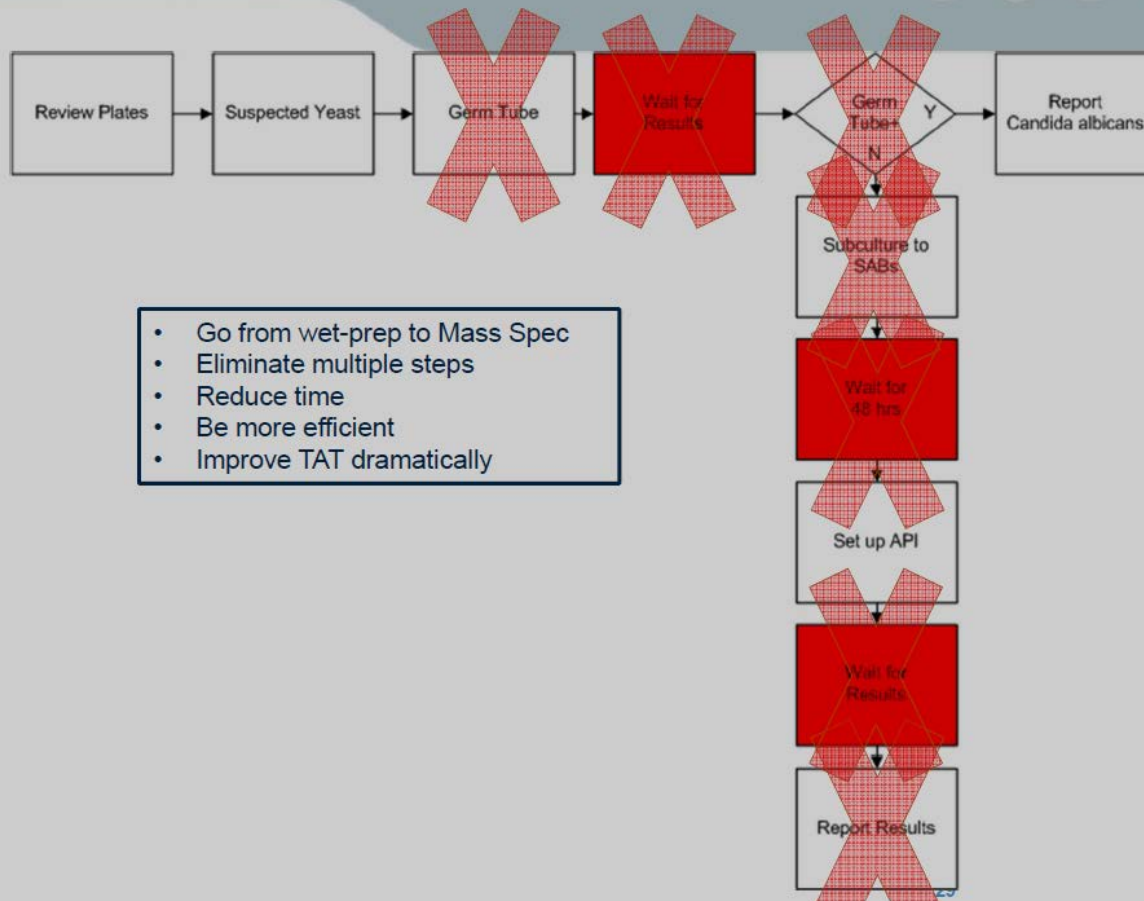 Review Plates
Suspected Yeast
Germ Tube
Wait for
Results
Germ
Tube+
Y
N
Report
Candida albicans
Subculture to
SABs
• Go from wet-prep to Mass Spec
• Eliminate multiple steps
• Reduce time
• Be more efficient
• Improve TAT dramatically
Wait for
48 hrs
Set up API
Wait for
Results
Report Results
29